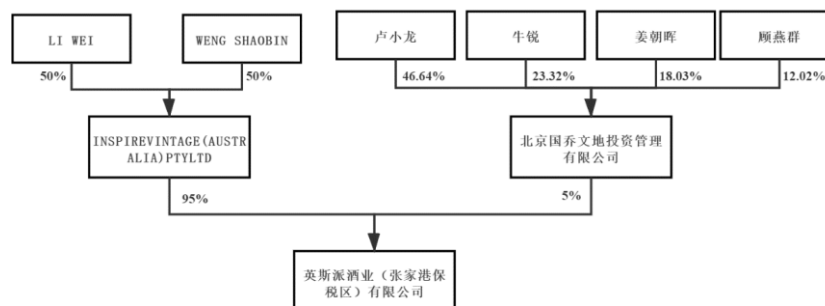 LI WEI
WENG SHAOBIN
卢小龙
牛锐
姜朝晖
顾燕群
50%
50%
46.64%
23.32%
18.03%
12.02%
INSPIREVINTAGE(AUSTR
ALIA)PTYLTD
北京国乔文地投资管理
有限公司
95%
5%
英斯派酒业（张家港保
税区）有限公司